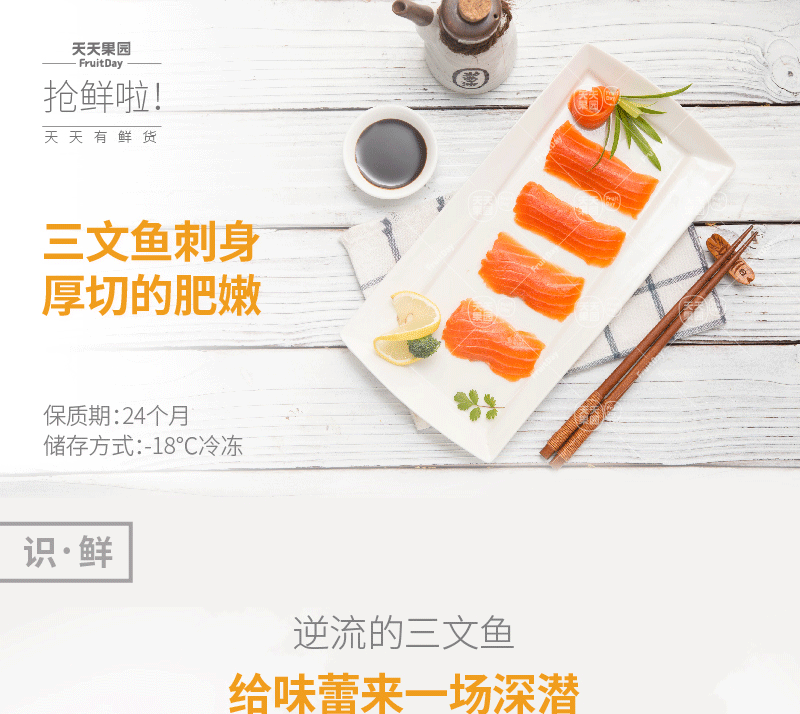 天天果园
FruitDay
抢鲜啦!
天天有鲜货
三文鱼刺身
厚切的肥嫩
保质期:24个月
储存方式:-18℃冷冻
识·鲜
逆流的三文鱼
给味蕾来一场深潜